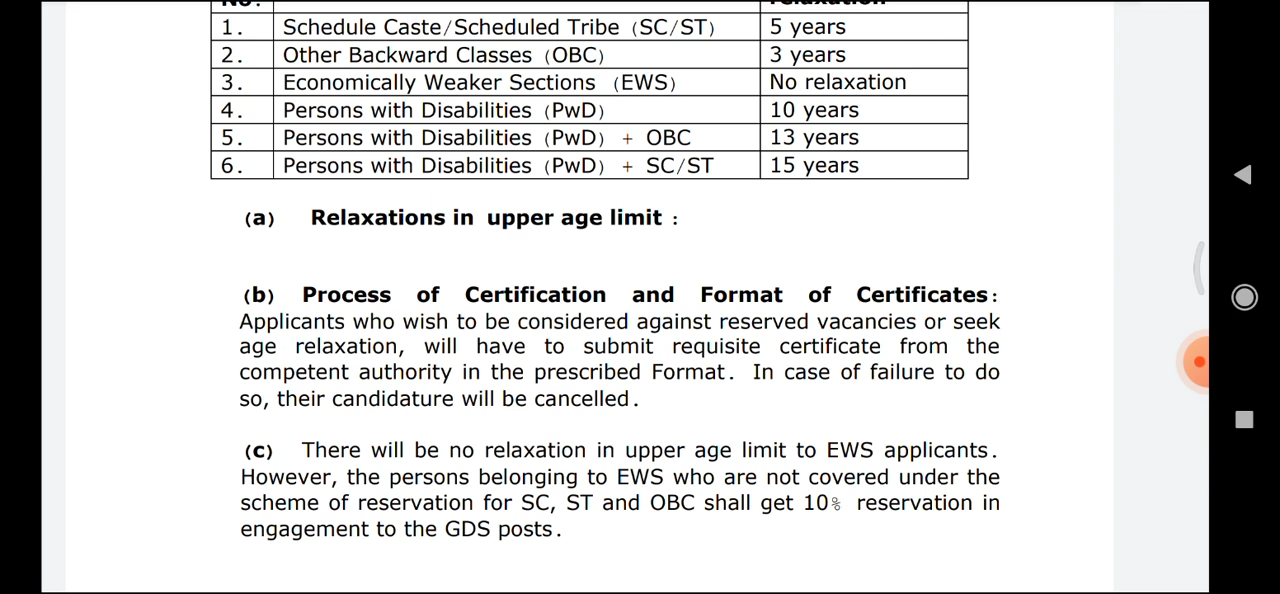 No.
relaxation
1. Schedule Caste/Scheduled Tribe (SC/ST) 5 years
2. Other Backward Classes (OBC) 3 years
3. Economically Weaker Sections (EWS) No relaxation
4. Persons with Disabilities (PwD) 10 years
5. Persons with Disabilities (PwD) + OBC 13 years
6. Persons with Disabilities (PwD) + SC/ST 15 years
(a) Relaxations in upper age limit :
(b) Process of Certification and Format of Certificates:
Applicants who wish to be considered against reserved vacancies or seek
age relaxation, will have to submit requisite certificate from the
competent authority in the prescribed Format. In case of failure to do
so, their candidature will be cancelled.
(c) There will be no relaxation in upper age limit to EWS applicants.
However, the persons belonging to EWS who are not covered under the
scheme of reservation for SC, ST and OBC shall get 10% reservation in
engagement to the GDS posts.